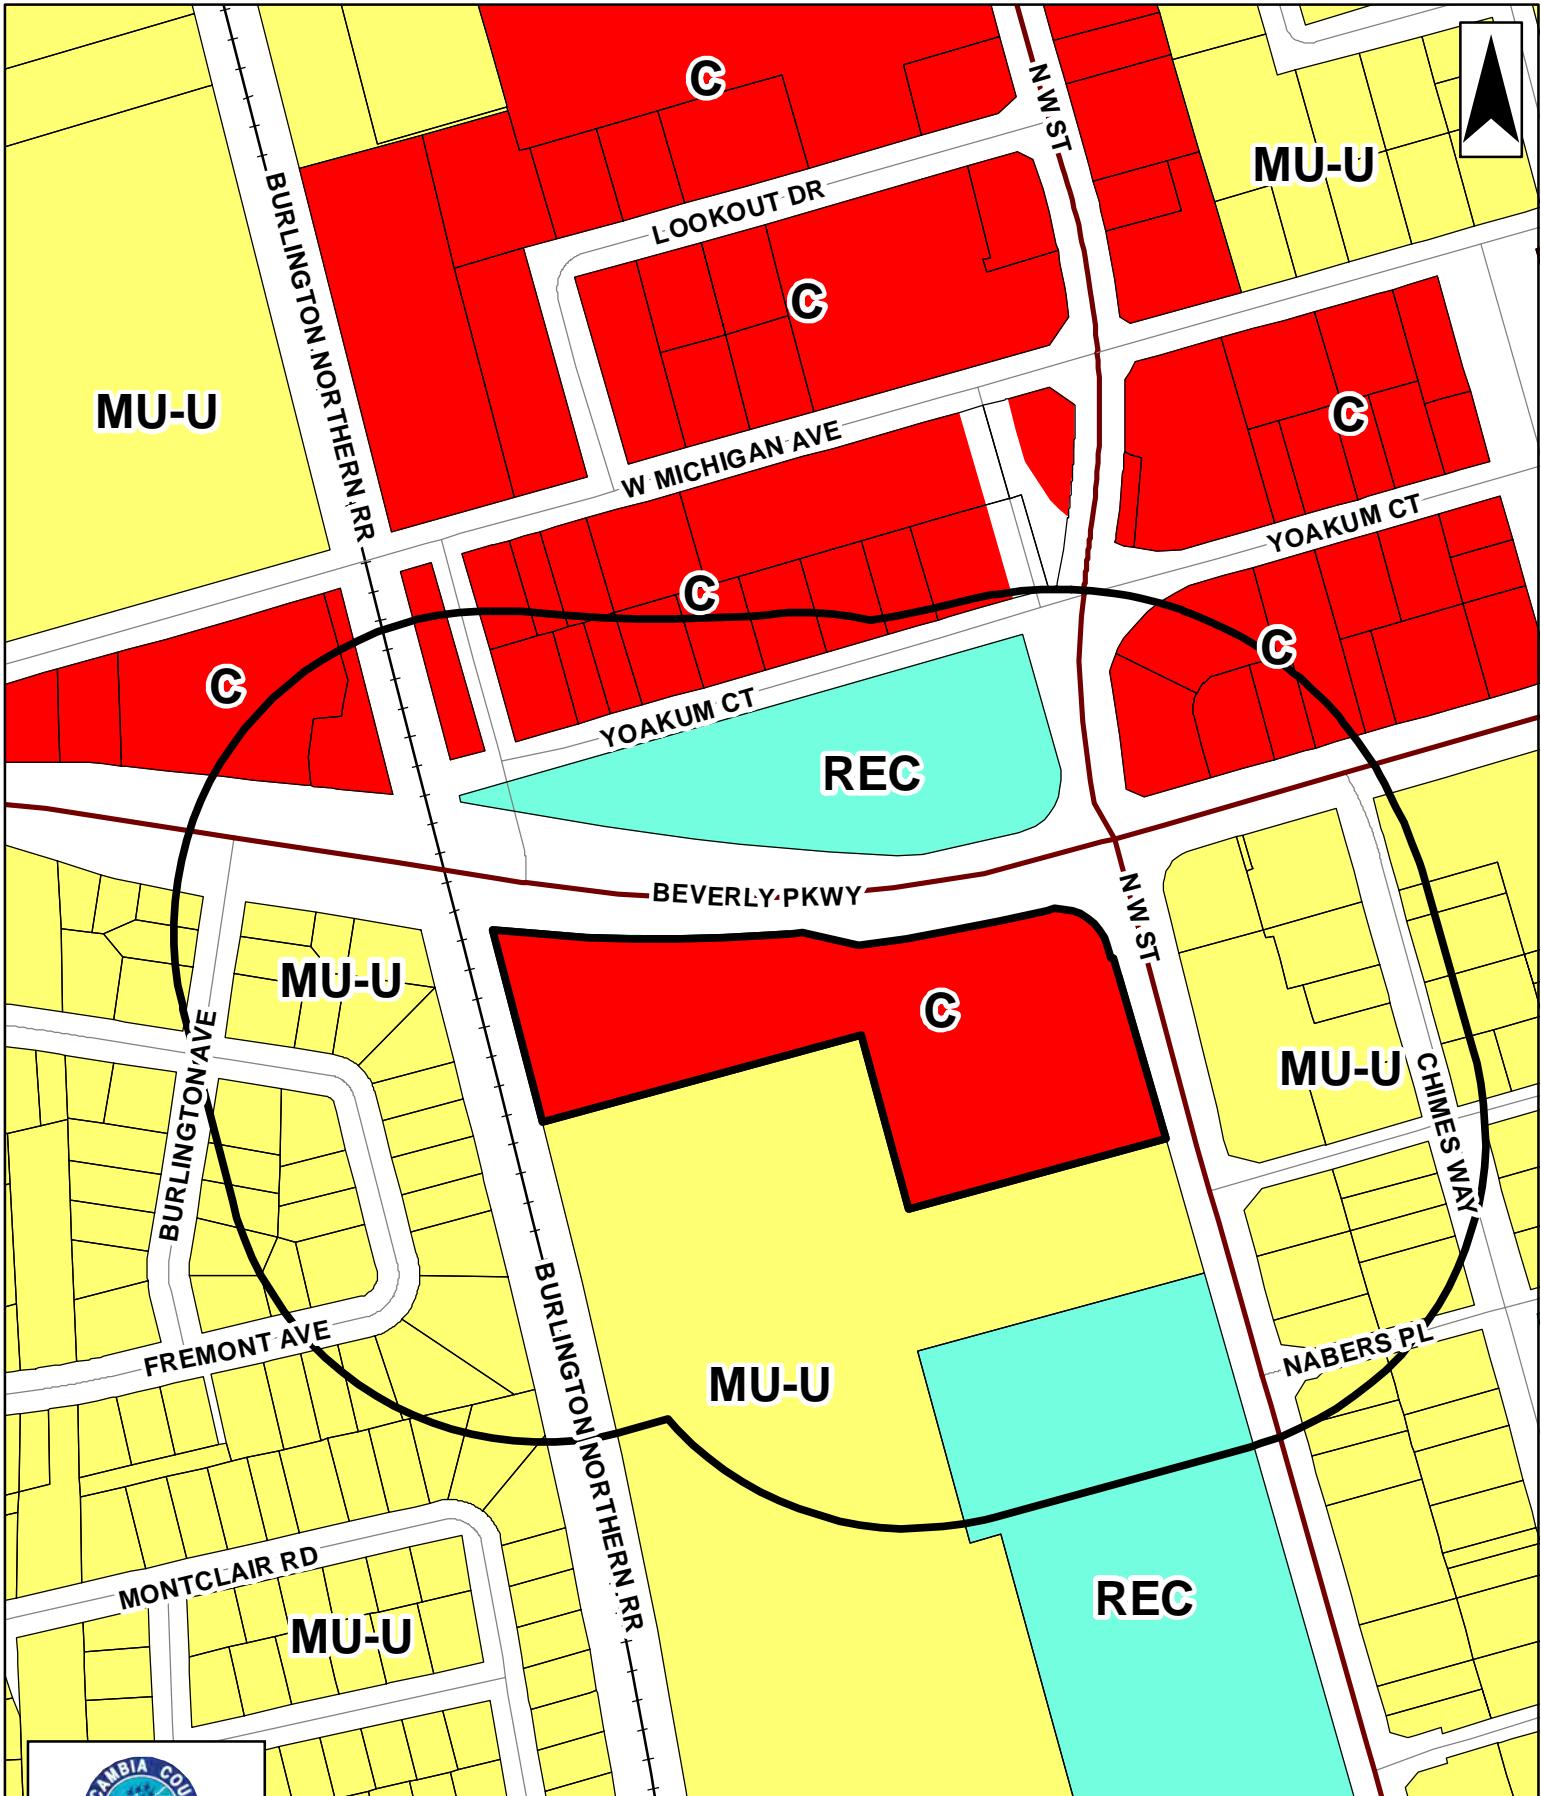 C
N W ST
MU-U
BURLINGTON NORTHERN RR
LOOKOUT DR
C
MU-U
C
W MICHIGAN AVE
YOAKUM CT
C
C
C
YOAKUM CT
REC
BEVERLY PKWY
N W ST
MU-U
C
BURLINGTON AVE
MU-U
CHIMES WAY
BURLINGTON NORTHERN RR
FREMONT AVE
NABERS PL
MU-U
MONTCLAIR RD
REC
MU-U